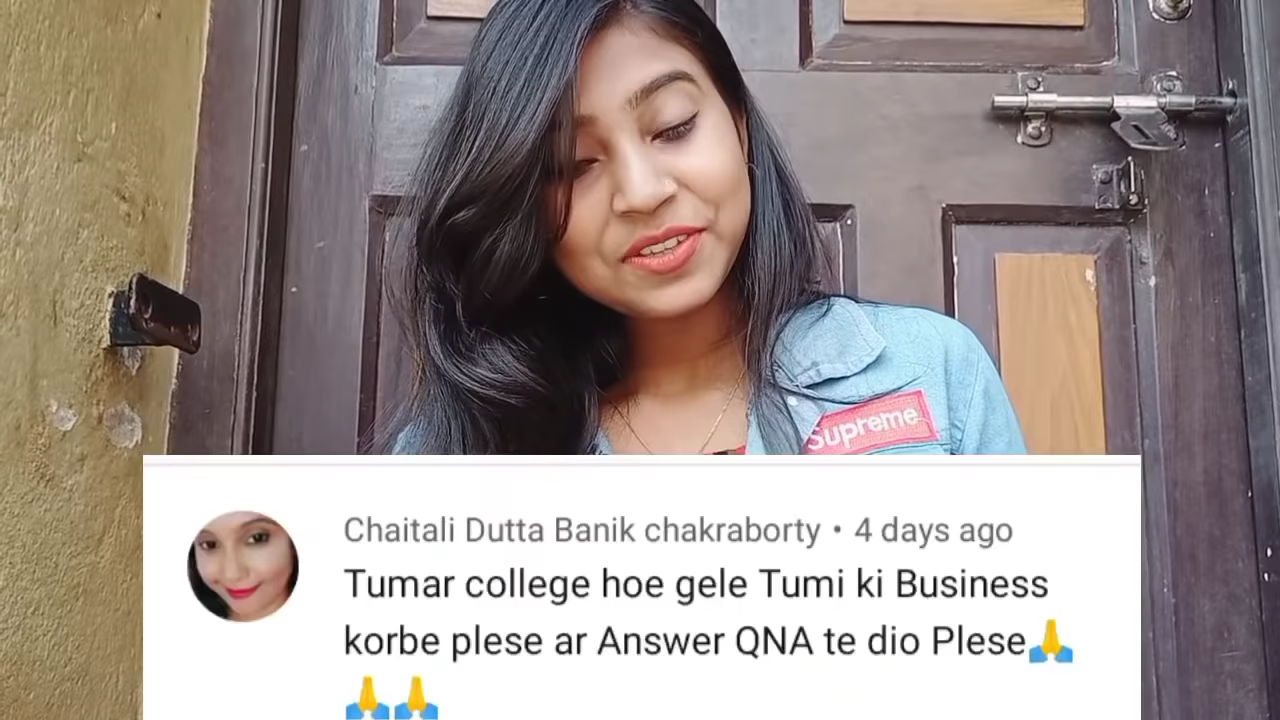 Supreme
Chaitali Dutta Banik chakraborty • 4 days ago
Tumar college hoe gele Tumi ki Business
korbe plese ar Answer QNA te dio Plese🙏
🙏🙏